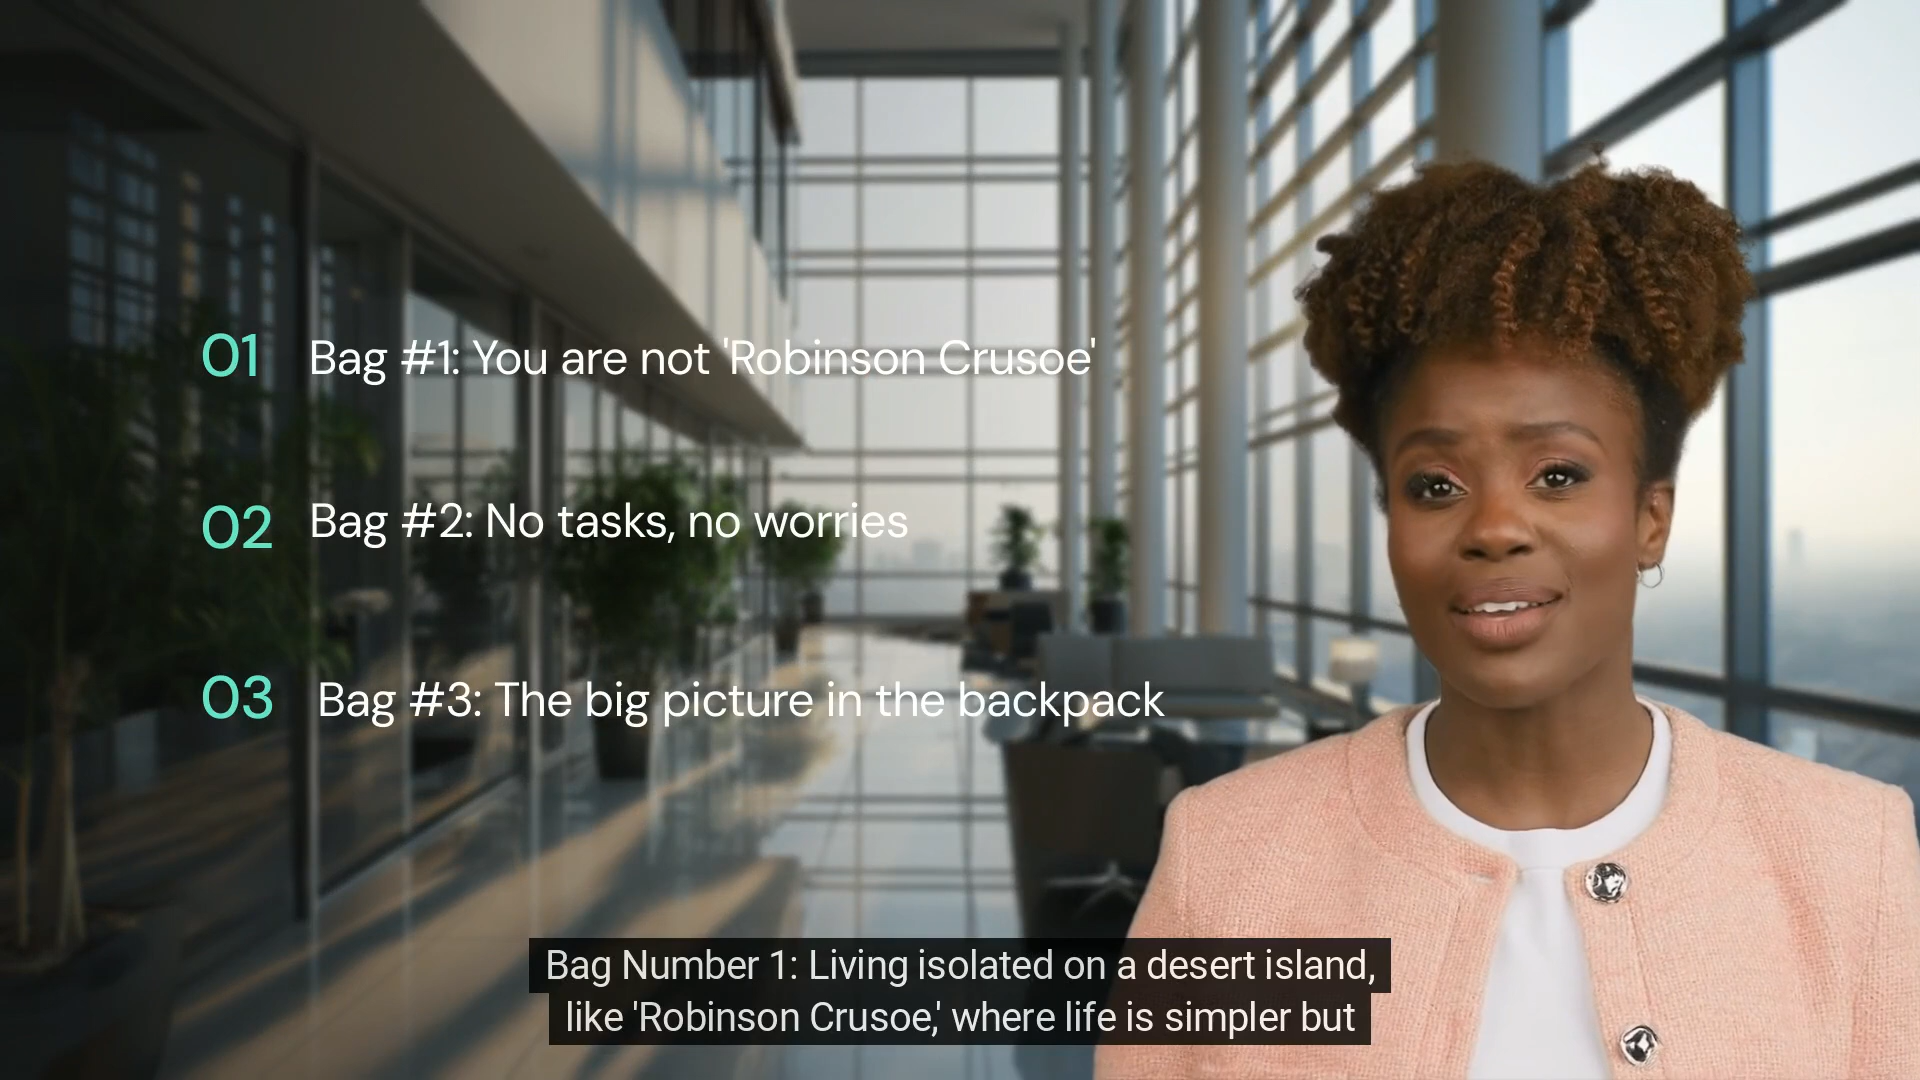 01 Bag #1: You are not 'Robinson Crusoe'
02 Bag #2: No tasks, no worries
03 Bag #3: The big picture in the backpack
Bag Number 1: Living isolated on a desert island,
like 'Robinson Crusoe,' where life is simpler but